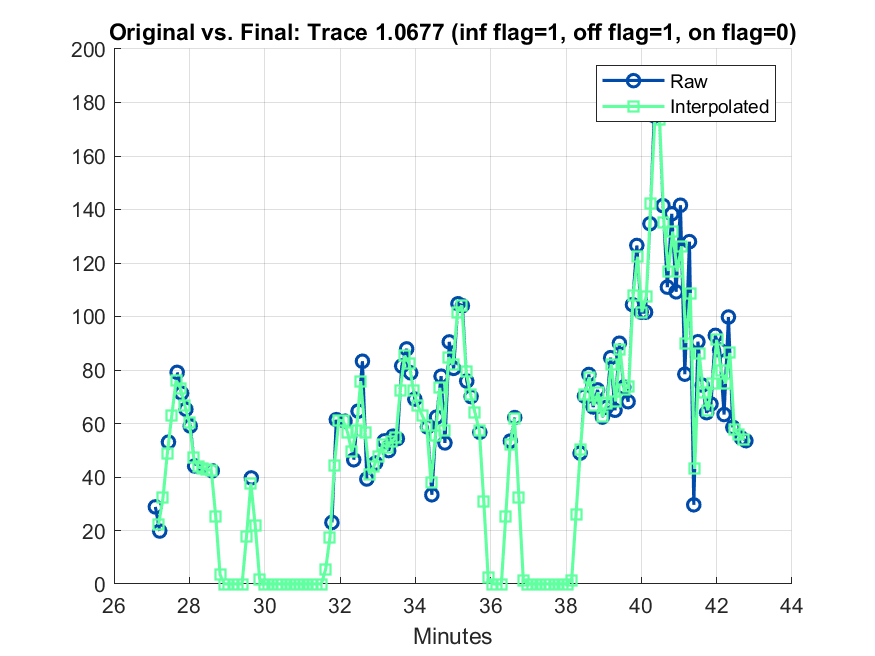 Original vs. Final: Trace 1.0677 (inf flag=1, off flag=1, on flag=0)
200
180
160
140
120
100
80
60
40
20
0
Raw
Interpolated
26 28 30 32 34 36 38 40 42 44
Minutes